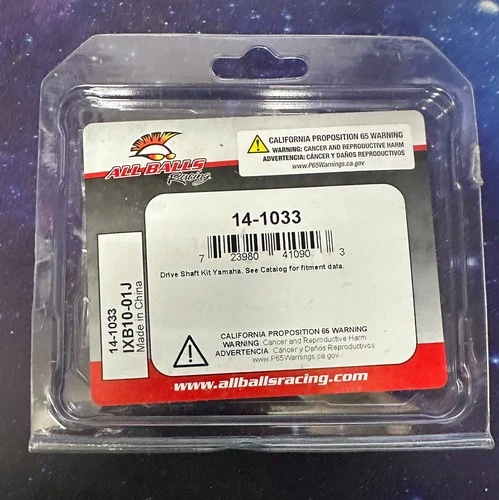 ALL BALLS
Racing
CALIFORNIA PROPOSITION 65 WARNING
WARNING: CANCER AND REPRODUCTIVE HARM
ADVERTENCIA: CÁNCER Y DAÑOS REPRODUCTIVOS
www.P65Warnings.ca.gov
14-1033
7 23980 41090 3
Drive Shaft Kit Yamaha. See Catalog for fitment data.
14-1033
IXB10-01J
Made in China
CALIFORNIA PROPOSITION 65 WARNING
WARNING: Cancer and Reproductive Harm
ADVERTENCIA: Cáncer y Daños Reproductivos
www.P65Warnings.ca.gov
www.allballsracing.com